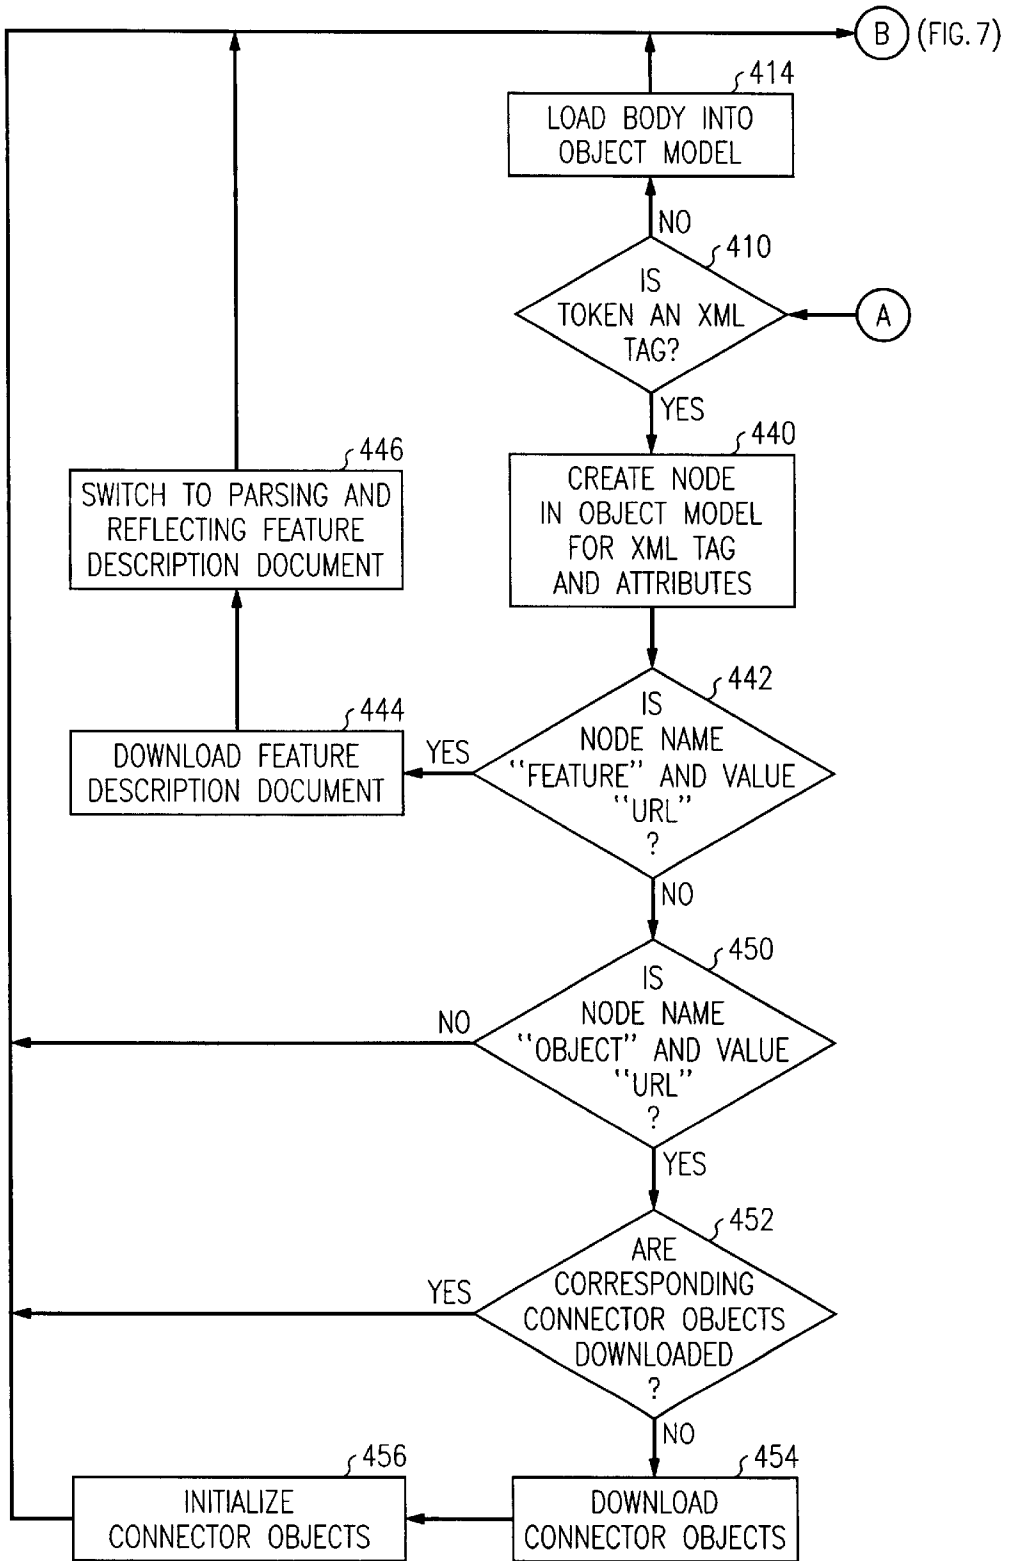 B (FIG. 7)
414
LOAD BODY INTO
OBJECT MODEL
NO
410
IS
TOKEN AN XML
TAG?
A
YES
440
CREATE NODE
IN OBJECT MODEL
FOR XML TAG
AND ATTRIBUTES
446
SWITCH TO PARSING AND
REFLECTING FEATURE
DESCRIPTION DOCUMENT
442
IS
NODE NAME
"FEATURE" AND VALUE
"URL"
?
YES
444
DOWNLOAD FEATURE
DESCRIPTION DOCUMENT
NO
450
IS
NODE NAME
"OBJECT" AND VALUE
"URL"
?
NO
YES
452
ARE
CORRESPONDING
CONNECTOR OBJECTS
DOWNLOADED
?
YES
NO
454
DOWNLOAD
CONNECTOR OBJECTS
456
INITIALIZE
CONNECTOR OBJECTS